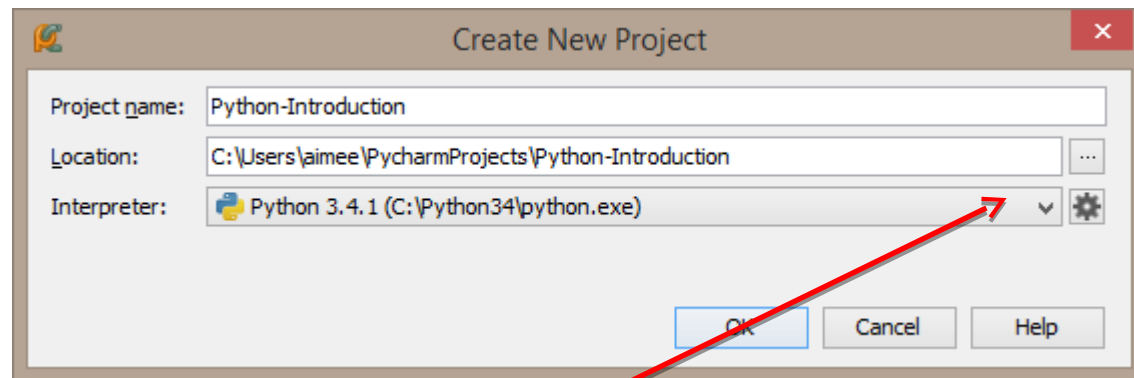 Create New Project
Project name: Python-Introduction
Location: C:\Users\aimee\PycharmProjects\Python-Introduction ...
Interpreter: Python 3.4.1 (C:\Python34\python.exe)
OK Cancel Help